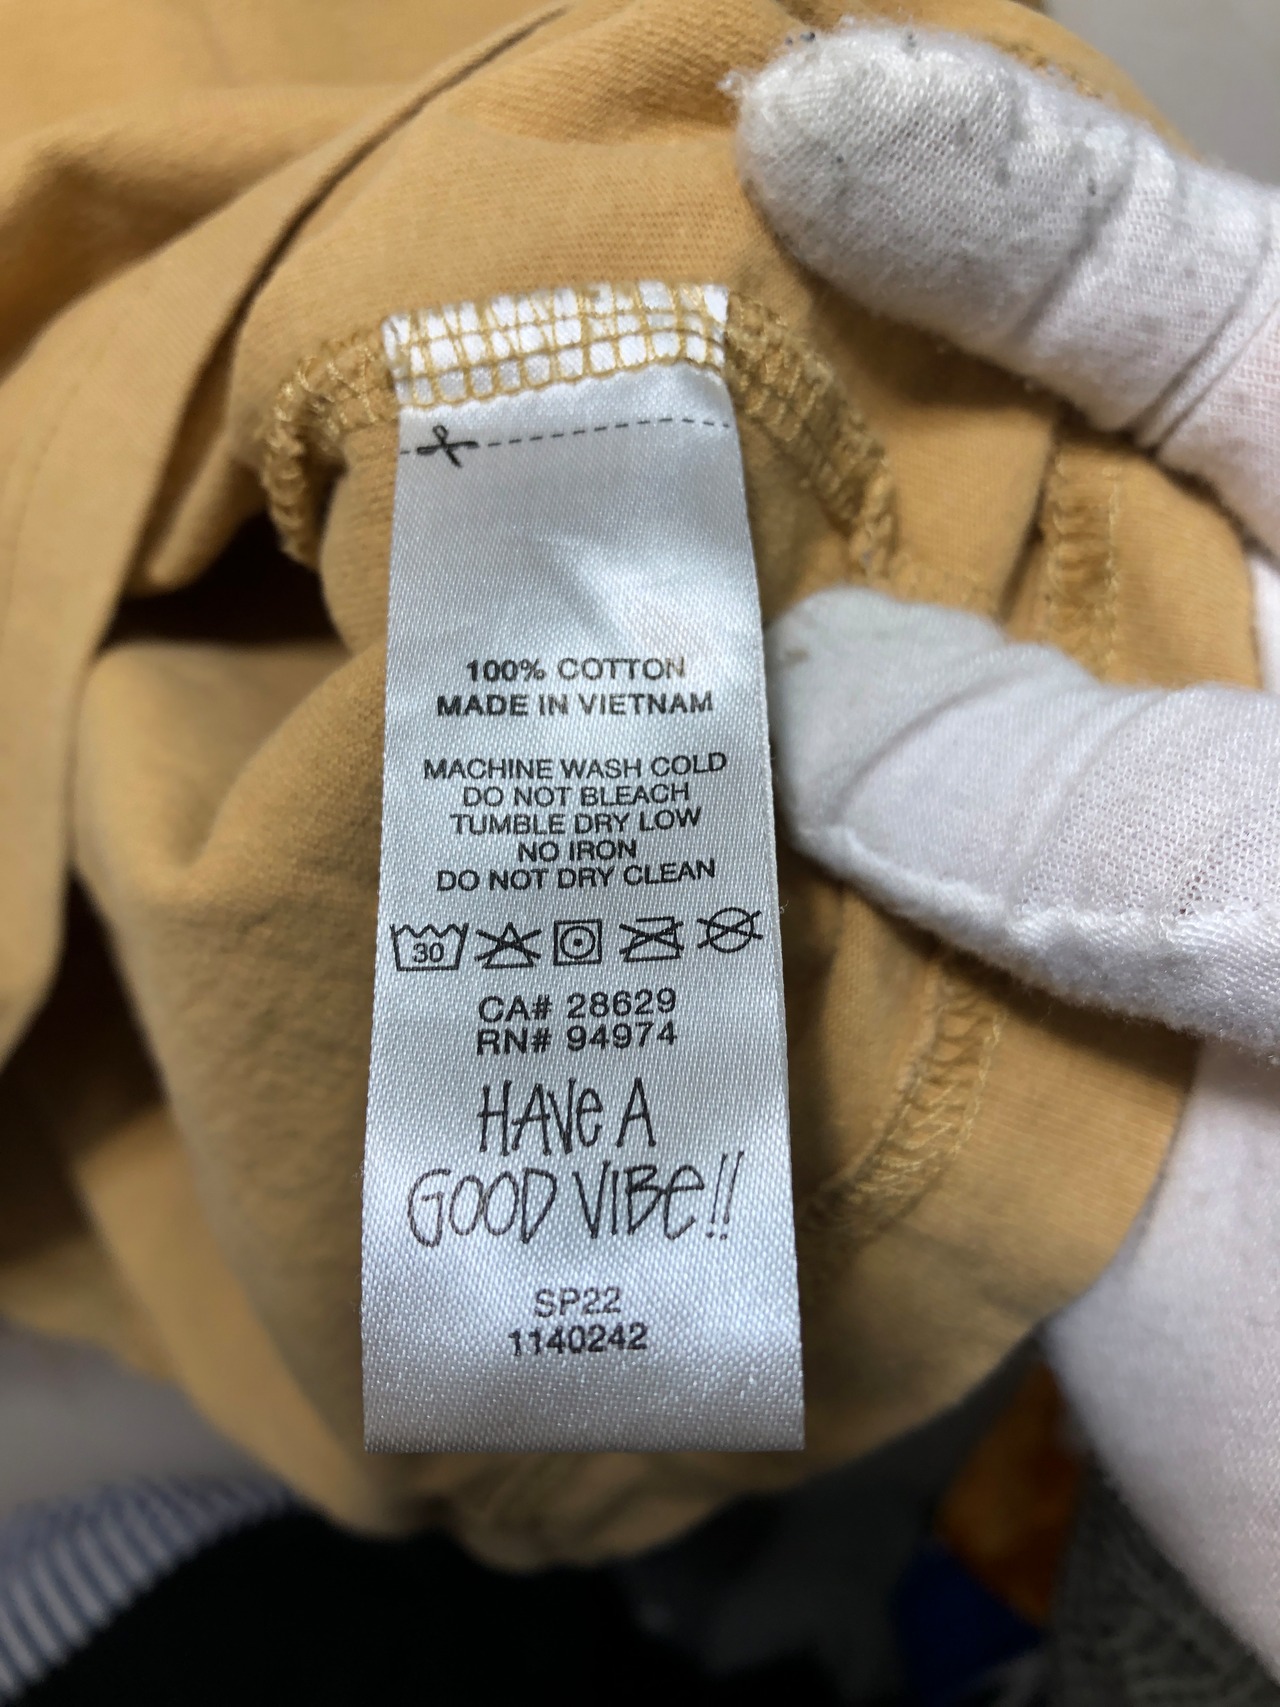 100% COTTON
MADE IN VIETNAM
MACHINE WASH COLD
DO NOT BLEACH
TUMBLE DRY LOW
NO IRON
DO NOT DRY CLEAN
30
CA# 28629
RN# 94974
HAVe A
GOOD VIBe!!
SP22
1140242